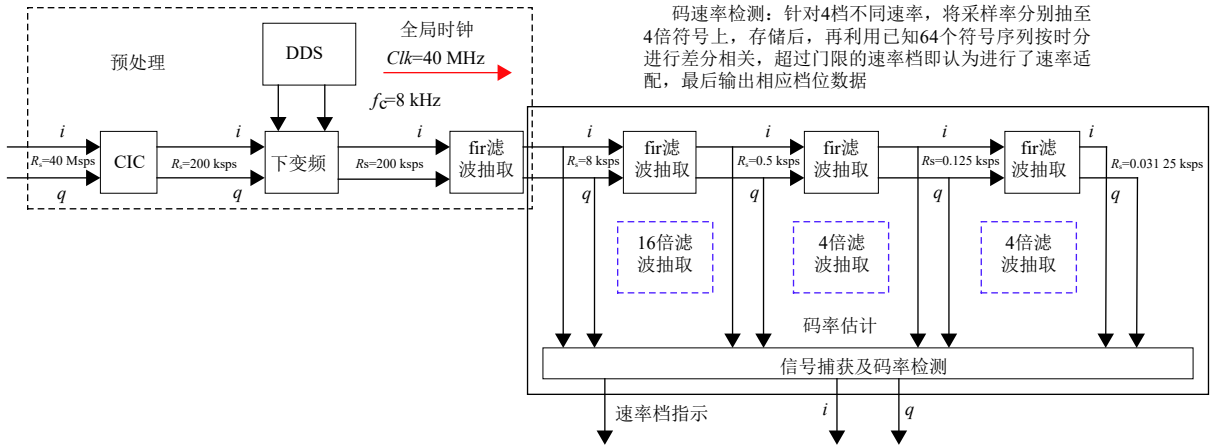 码速率检测：针对4档不同速率，将采样率分别抽至
4倍符号上，存储后，再利用已知64个符号序列按时分
进行差分相关，超过门限的速率档即认为进行了速率适
配，最后输出相应档位数据
预处理
DDS
全局时钟
Clk=40 MHz
fc=8 kHz
i
Rs=40 Msps
q
CIC
i
Rs=200 ksps
q
下变频
i
Rs=200 ksps
fir滤
波抽取
i
Rs=8 ksps
q
fir滤
波抽取
i
Rs=0.5 ksps
q
fir滤
波抽取
i
Rs=0.125 ksps
q
fir滤
波抽取
i
Rs=0.031 25 ksps
q
16倍滤
波抽取
4倍滤
波抽取
4倍滤
波抽取
码率估计
信号捕获及码率检测
速率档指示
i
q